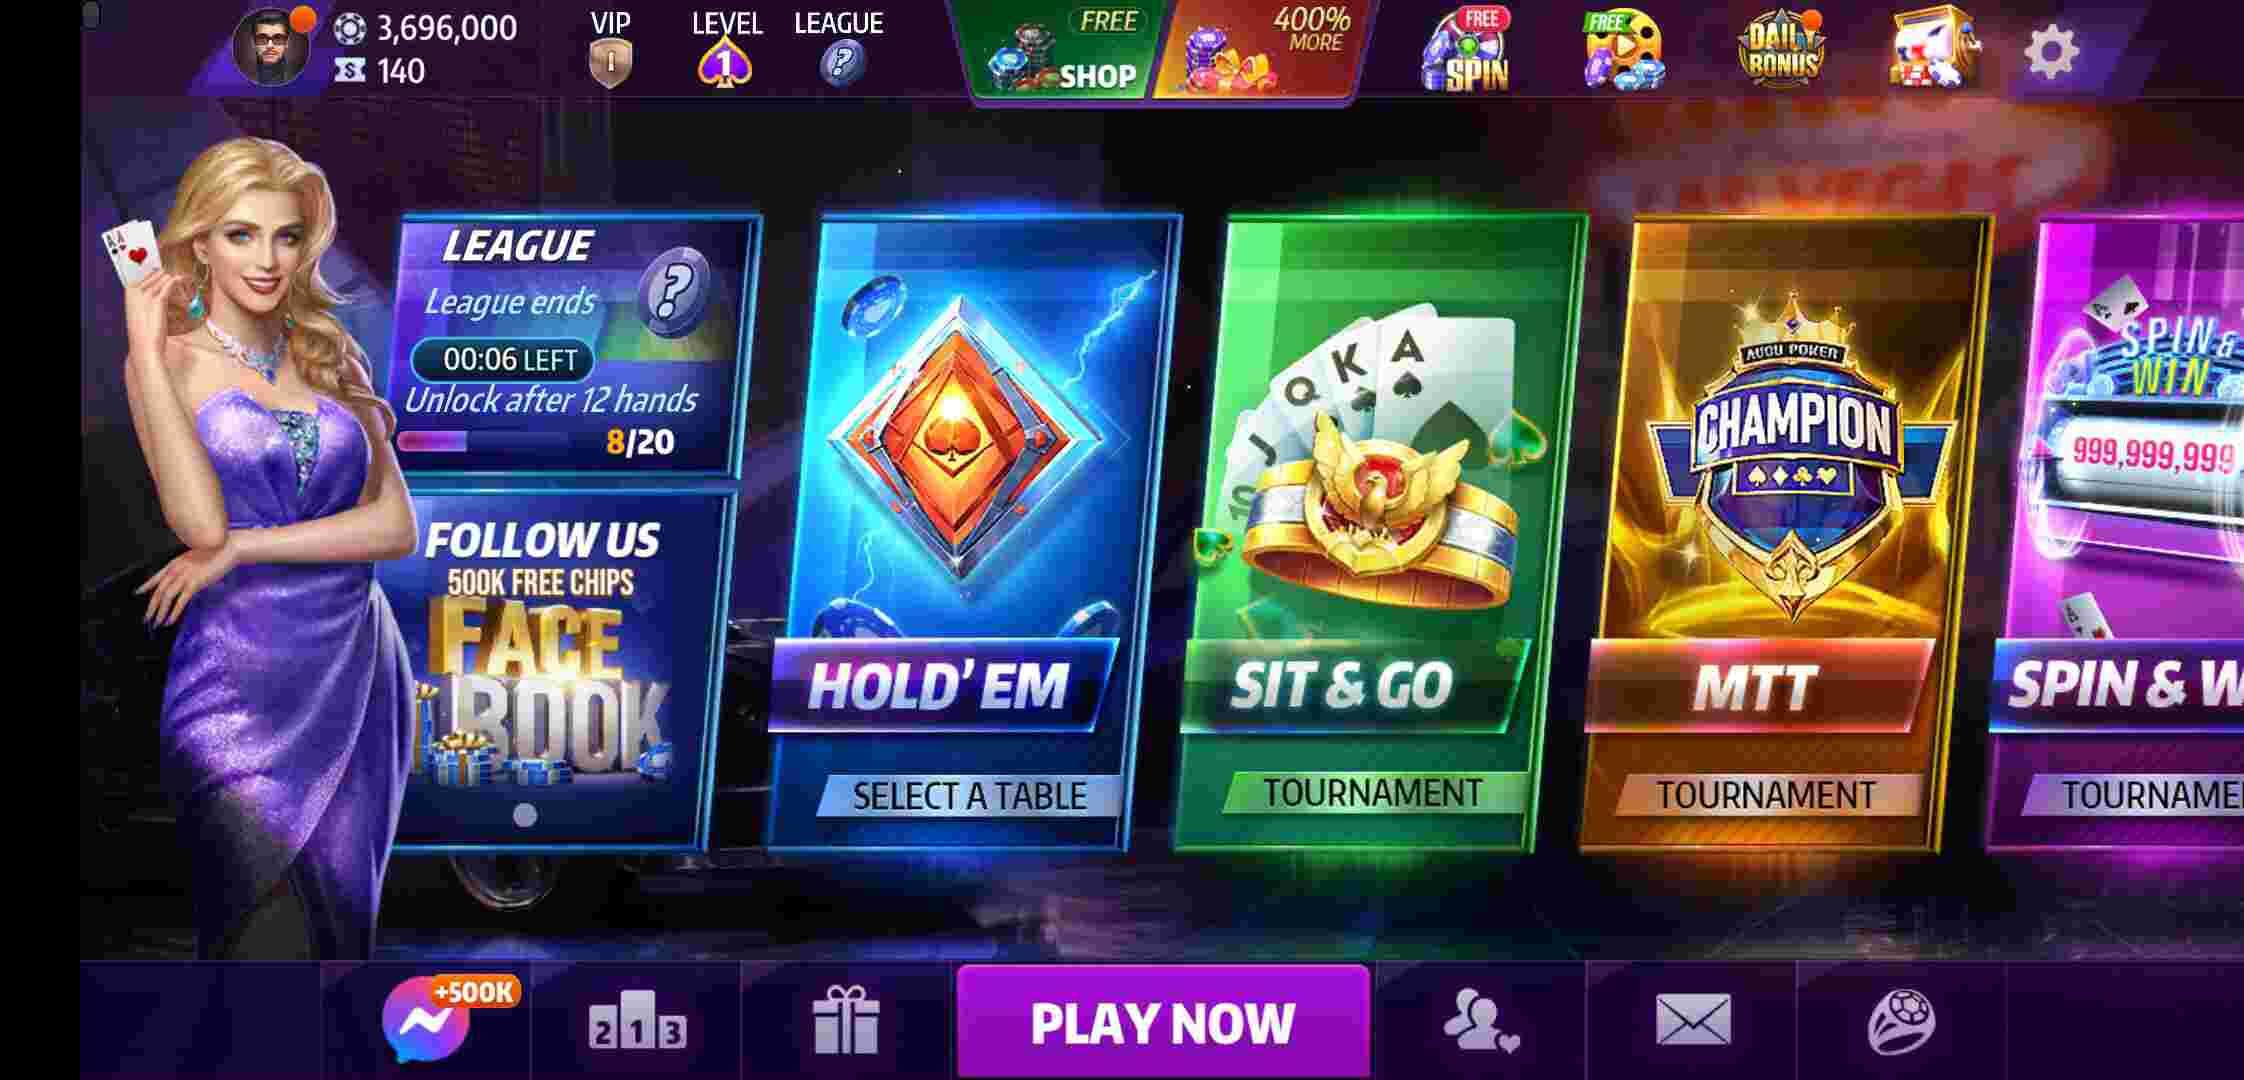 3,696,000
140
VIP
LEVEL
1
LEAGUE
?
FREE
SHOP
400%
MORE
FREE
SPIN
FREE
DAILY
BONUS
LEAGUE
League ends
?
00:06 LEFT
Unlock after 12 hands
8/20
FOLLOW US
500K FREE CHIPS
FACE
BOOK
HOLD'EM
SELECT A TABLE
10 J Q K A
SIT & GO
TOURNAMENT
CHAMPION
MTT
TOURNAMENT
SPIN &
WIN
999,999,999
SPIN & W
TOURNAME
+500K
2 1 3
PLAY NOW